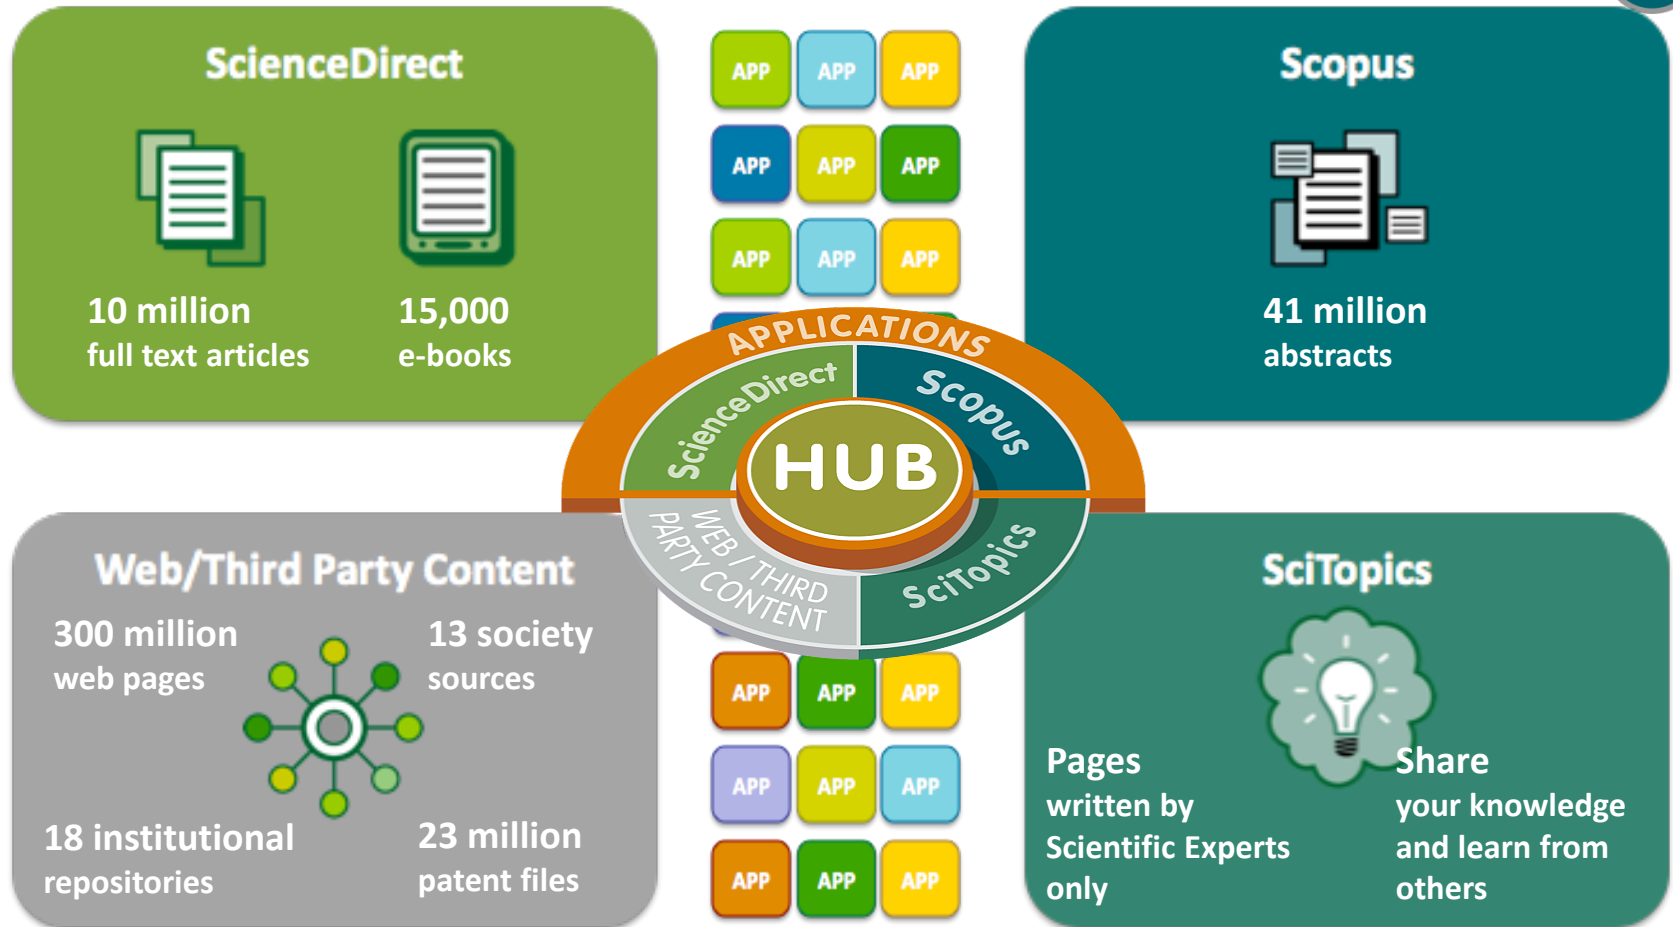 ScienceDirect
10 million
full text articles
15,000
e-books
APP APP APP
APP APP APP
APP APP APP
Scopus
41 million
abstracts
APPLICATIONS
ScienceDirect
Scopus
HUB
WEB / THIRD
PARTY CONTENT
SciTopics
Web/Third Party Content
300 million
web pages
13 society
sources
18 institutional
repositories
23 million
patent files
APP APP APP
APP APP APP
APP APP APP
SciTopics
Pages
written by
Scientific Experts
only
Share
your knowledge
and learn from
others